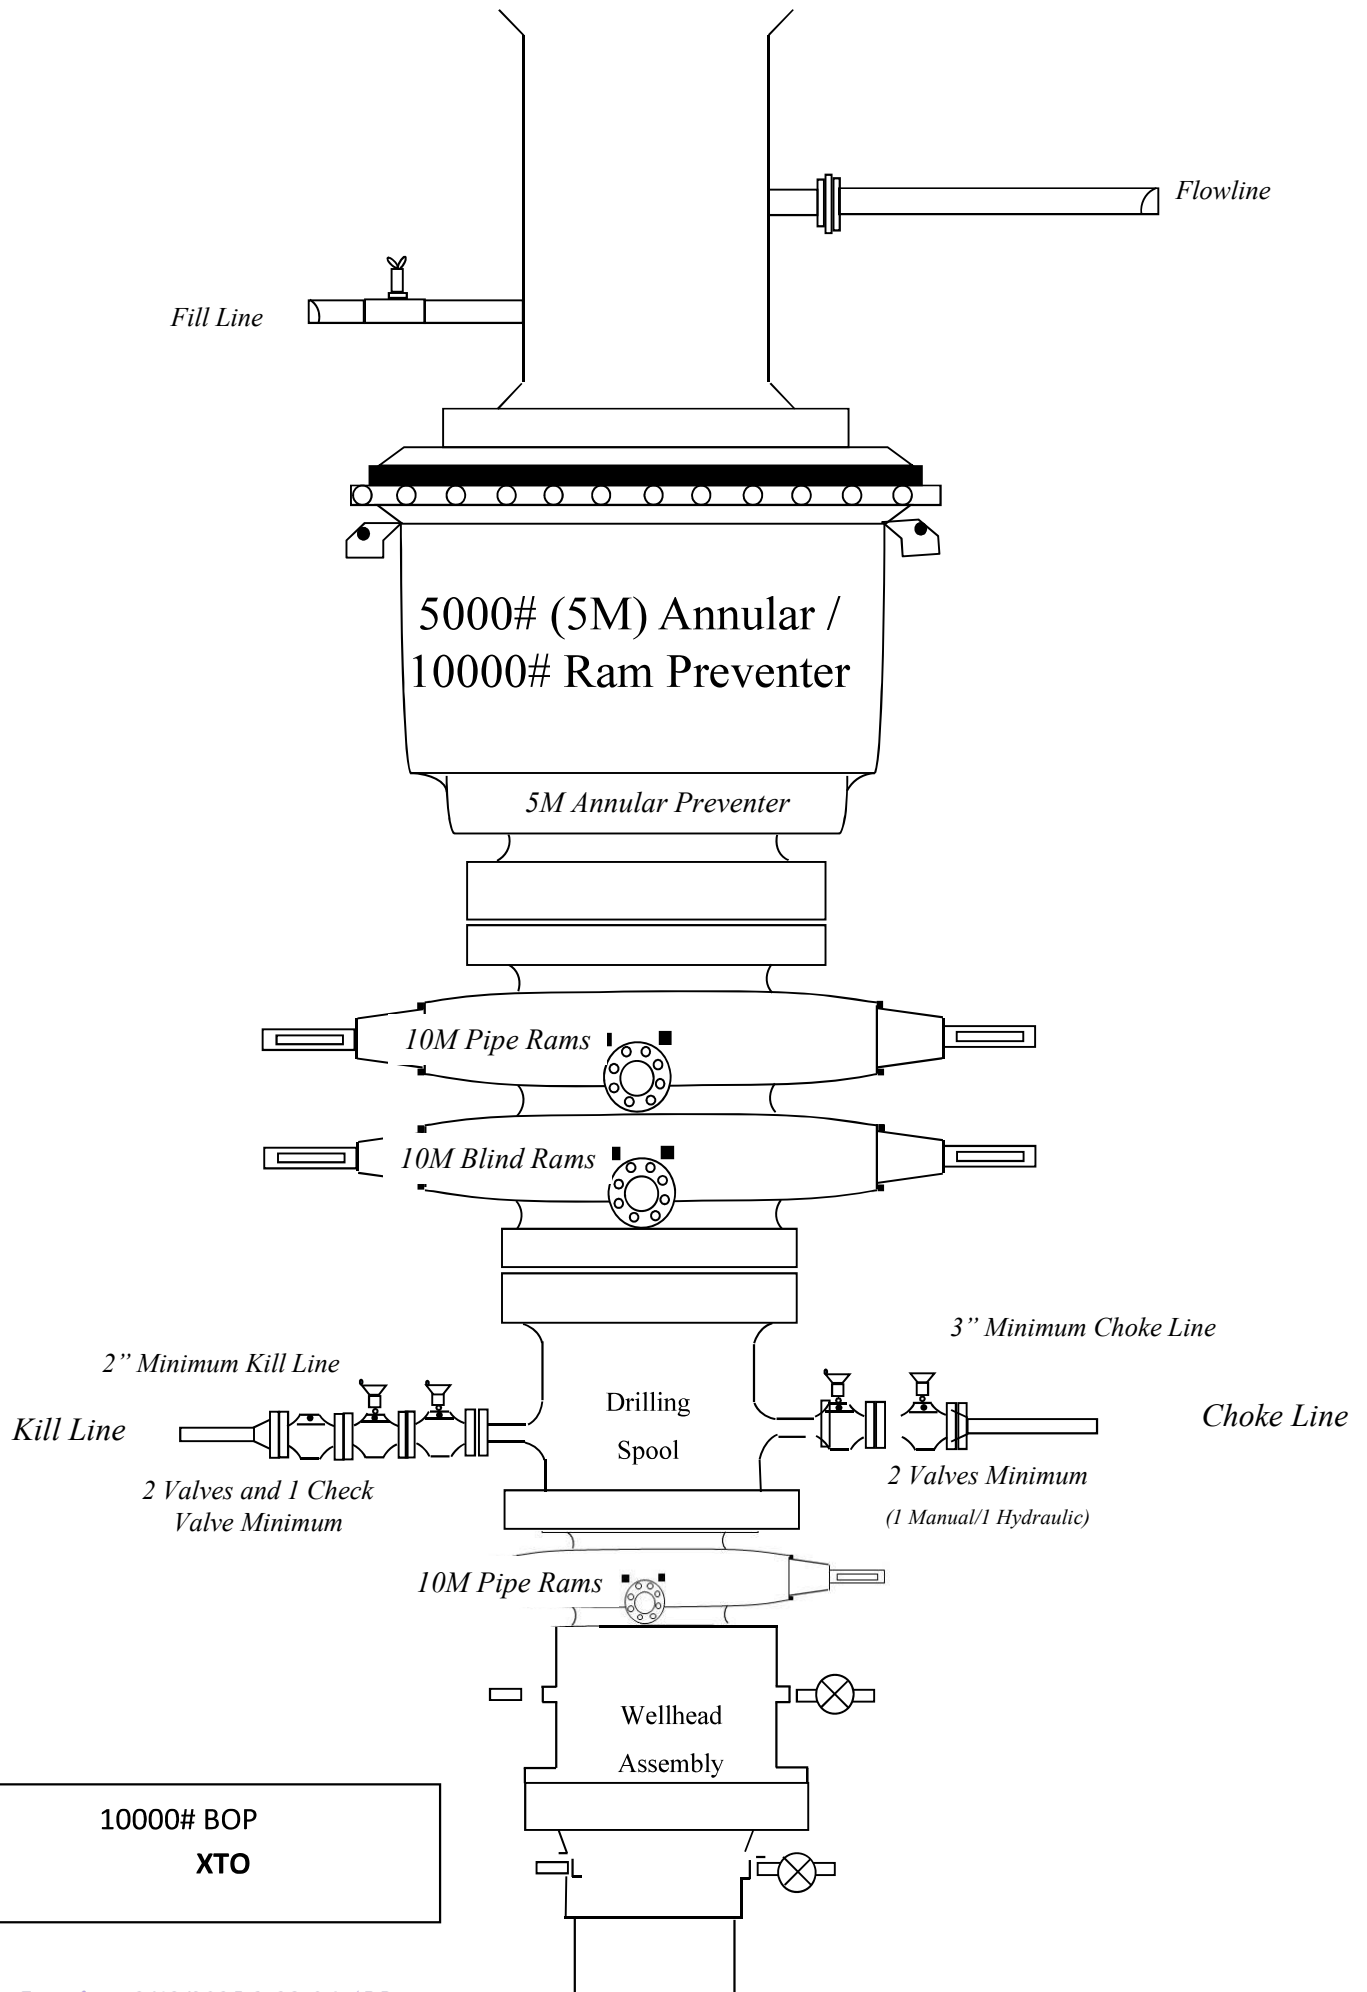 Flowline
Fill Line
5000# (5M) Annular /
10000# Ram Preventer
5M Annular Preventer
10M Pipe Rams
10M Blind Rams
3” Minimum Choke Line
2” Minimum Kill Line
Drilling
Spool
Kill Line
Choke Line
2 Valves and 1 Check
Valve Minimum
2 Valves Minimum
(1 Manual/1 Hydraulic)
10M Pipe Rams
Wellhead
Assembly
10000# BOP
XTO